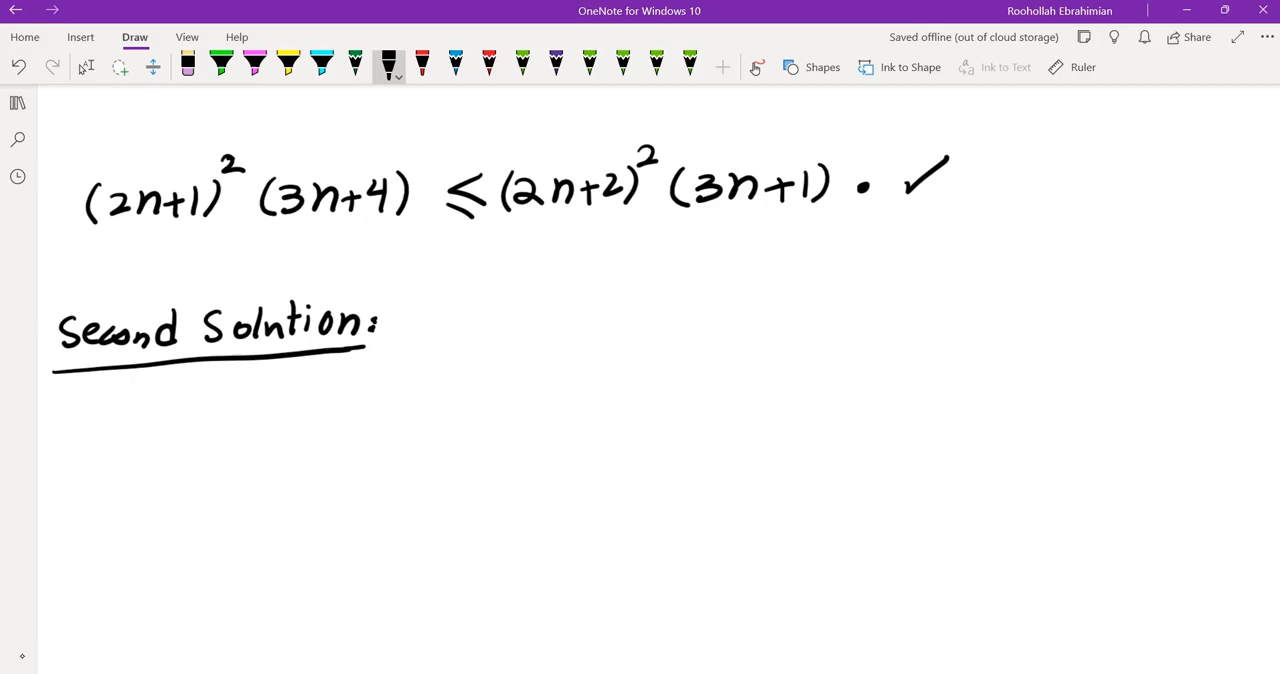 OneNote for Windows 10
Roohollah Ebrahimian
Home Insert Draw View Help
Saved offline (out of cloud storage) Share
Shapes Ink to Shape Ink to Text Ruler
(2n+1)² (3n+4) ≤ (2n+2)² (3n+1) . ✓
Second Solution: